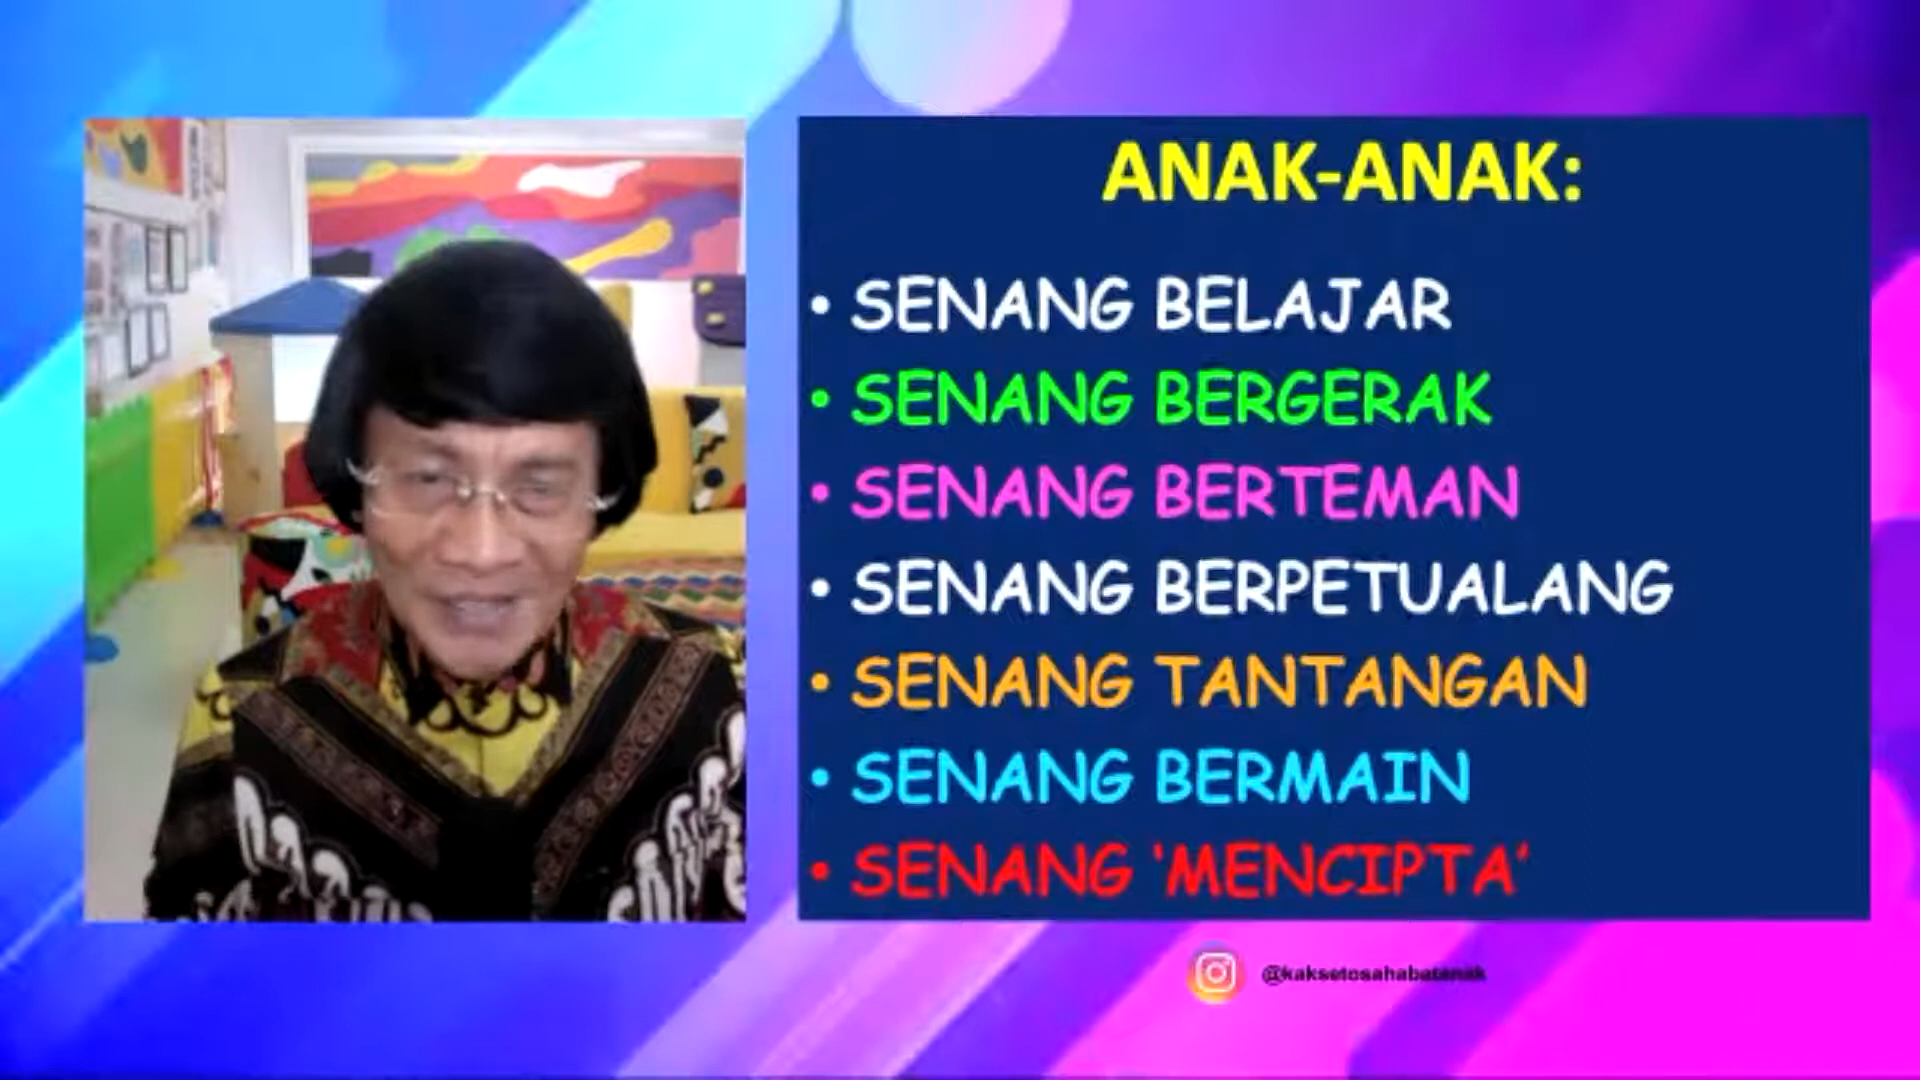 ANAK-ANAK:
• SENANG BELAJAR
• SENANG BERGERAK
• SENANG BERTEMAN
• SENANG BERPETUALANG
• SENANG TANTANGAN
• SENANG BERMAIN
• SENANG ‘MENCIPTA’
@kaksetosahabatanak